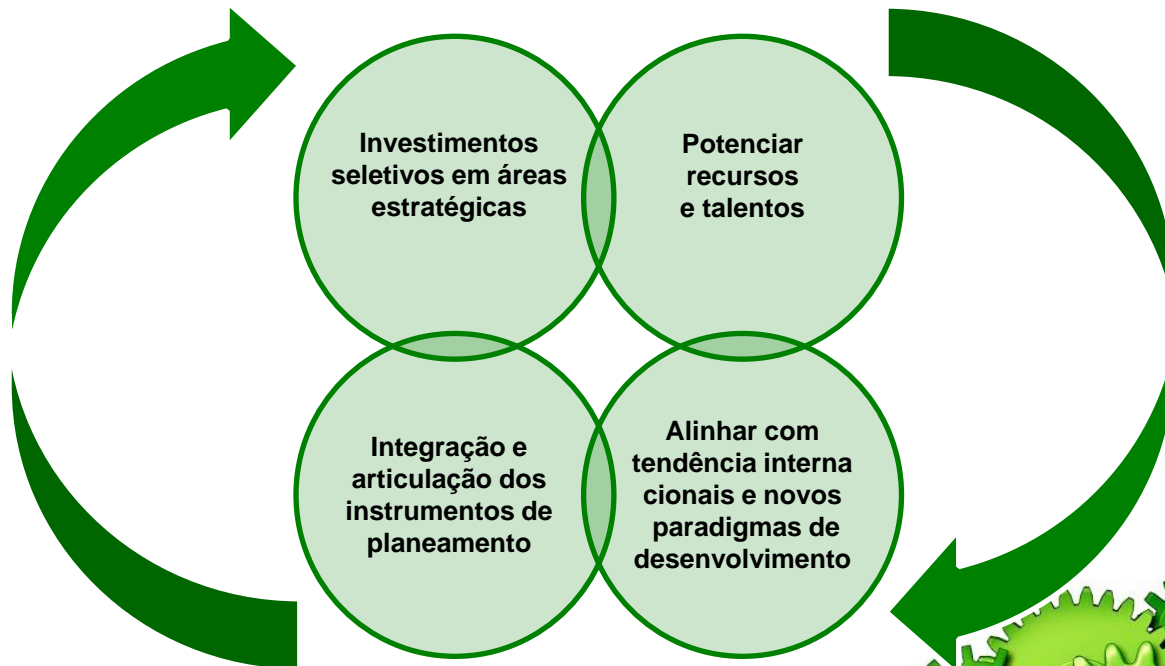 Investimentos
seletivos em áreas
estratégicas
Potenciar
recursos
e talentos
Integração e
articulação dos
instrumentos de
planeamento
Alinhar com
tendência interna
cionais e novos
paradigmas de
desenvolvimento